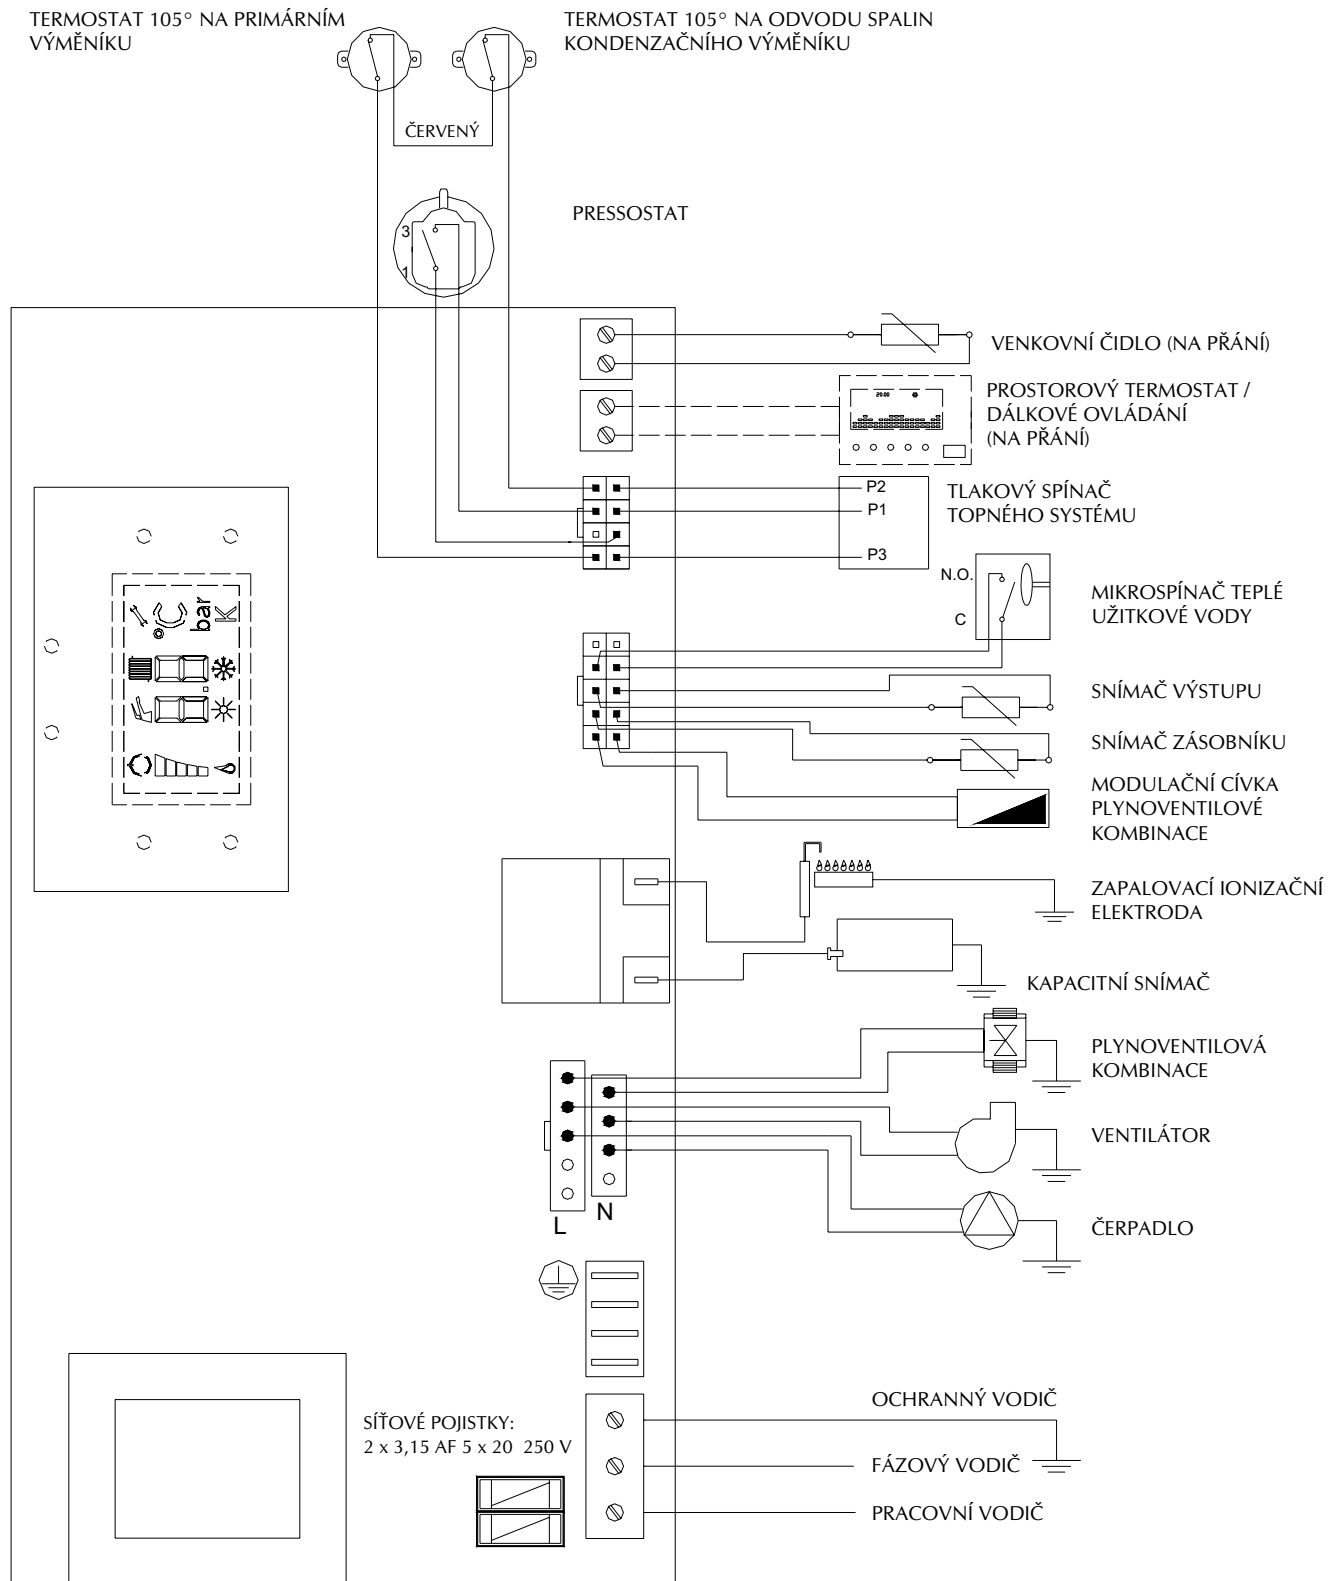 TERMOSTAT 105° NA PRIMÁRNÍM
VÝMĚNÍKU
TERMOSTAT 105° NA ODVODU SPALIN
KONDENZAČNÍHO VÝMĚNÍKU
ČERVENÝ
PRESSOSTAT
3
1
VENKOVNÍ ČIDLO (NA PŘÁNÍ)
PROSTOROVÝ TERMOSTAT /
DÁLKOVÉ OVLÁDÁNÍ
(NA PŘÁNÍ)
P2
P1
P3
TLAKOVÝ SPÍNAČ
TOPNÉHO SYSTÉMU
N.O.
C
MIKROSPÍNAČ TEPLÉ
UŽITKOVÉ VODY
°C
bar
K
SNÍMAČ VÝSTUPU
SNÍMAČ ZÁSOBNÍKU
MODULAČNÍ CÍVKA
PLYNOVENTILOVÉ
KOMBINACE
ZAPALOVACÍ IONIZAČNÍ
ELEKTRODA
KAPACITNÍ SNÍMAČ
PLYNOVENTILOVÁ
KOMBINACE
VENTILÁTOR
L
N
ČERPADLO
SÍŤOVÉ POJISTKY:
2 x 3,15 AF 5 x 20 250 V
OCHRANNÝ VODIČ
FÁZOVÝ VODIČ
PRACOVNÍ VODIČ